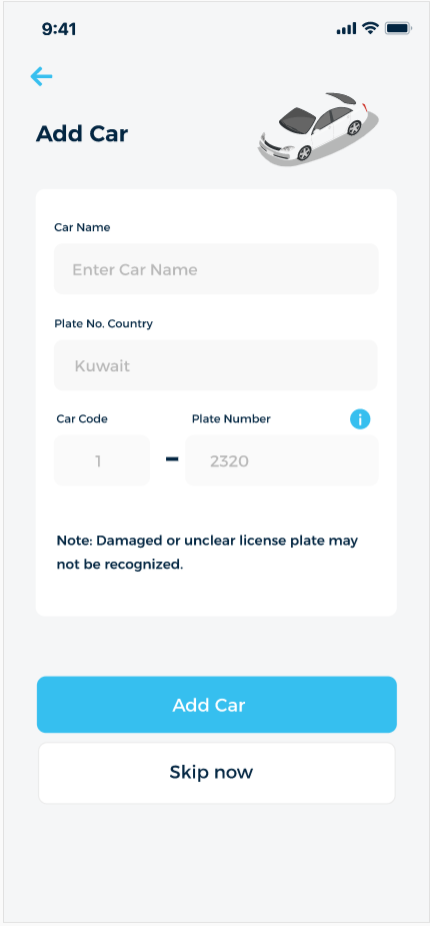 9:41
Add Car
Car Name
Enter Car Name
Plate No. Country
Kuwait
Car Code Plate Number i
1 - 2320
Note: Damaged or unclear license plate may
not be recognized.
Add Car
Skip now